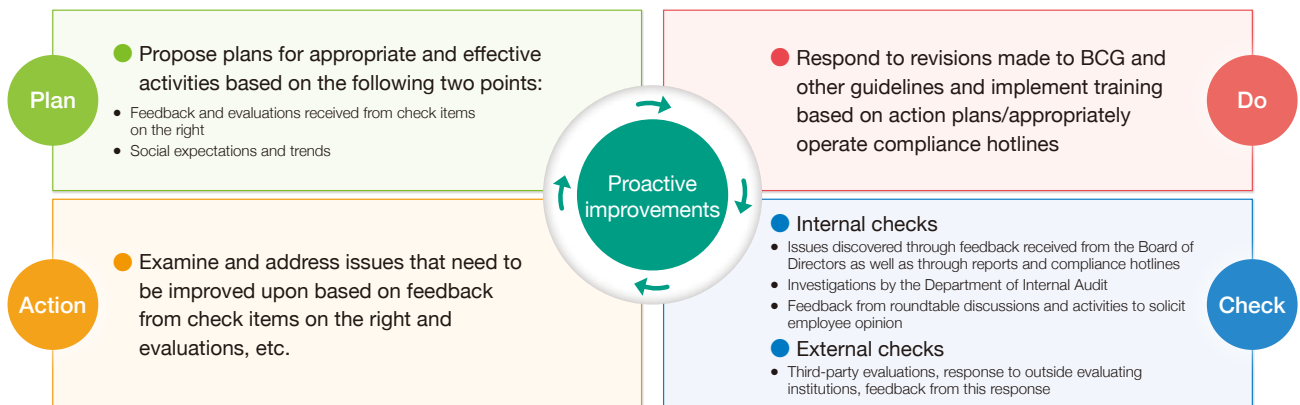 Plan
Propose plans for appropriate and effective
activities based on the following two points:
Feedback and evaluations received from check items
on the right
Social expectations and trends
Do
Respond to revisions made to BCG and
other guidelines and implement training
based on action plans/appropriately
operate compliance hotlines
Proactive
improvements
Action
Examine and address issues that need to
be improved upon based on feedback
from check items on the right and
evaluations, etc.
Check
Internal checks
Issues discovered through feedback received from the Board of
Directors as well as through reports and compliance hotlines
Investigations by the Department of Internal Audit
Feedback from roundtable discussions and activities to solicit
employee opinion
External checks
Third-party evaluations, response to outside evaluating
institutions, feedback from this response